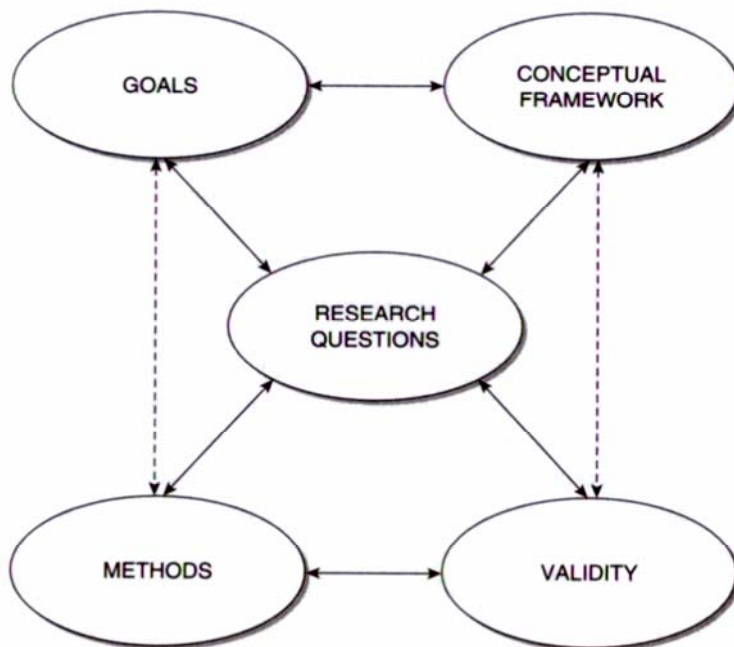 GOALS
CONCEPTUAL
FRAMEWORK
RESEARCH
QUESTIONS
METHODS
VALIDITY